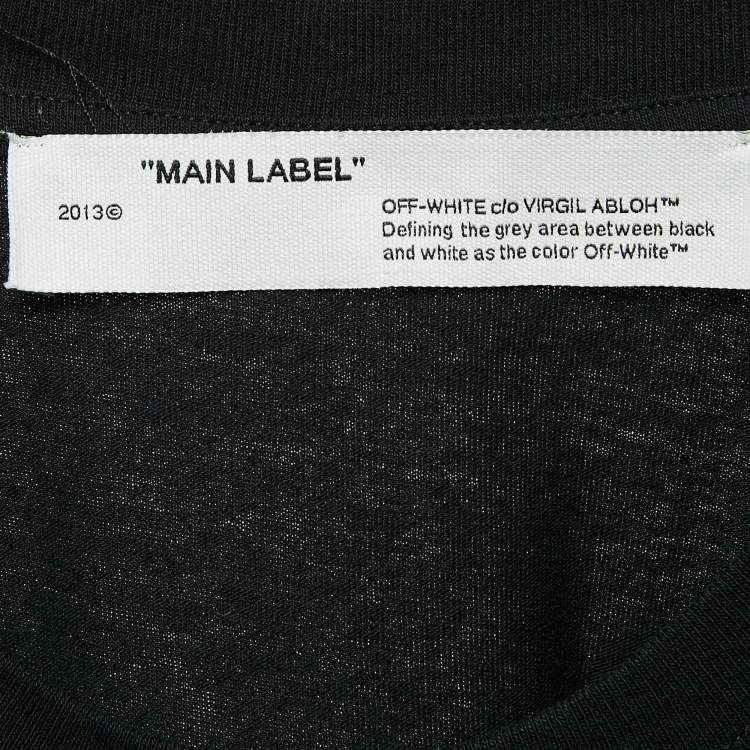 "MAIN LABEL"
2013©
OFF-WHITE c/o VIRGIL ABLOH™
Defining the grey area between black
and white as the color Off-White™